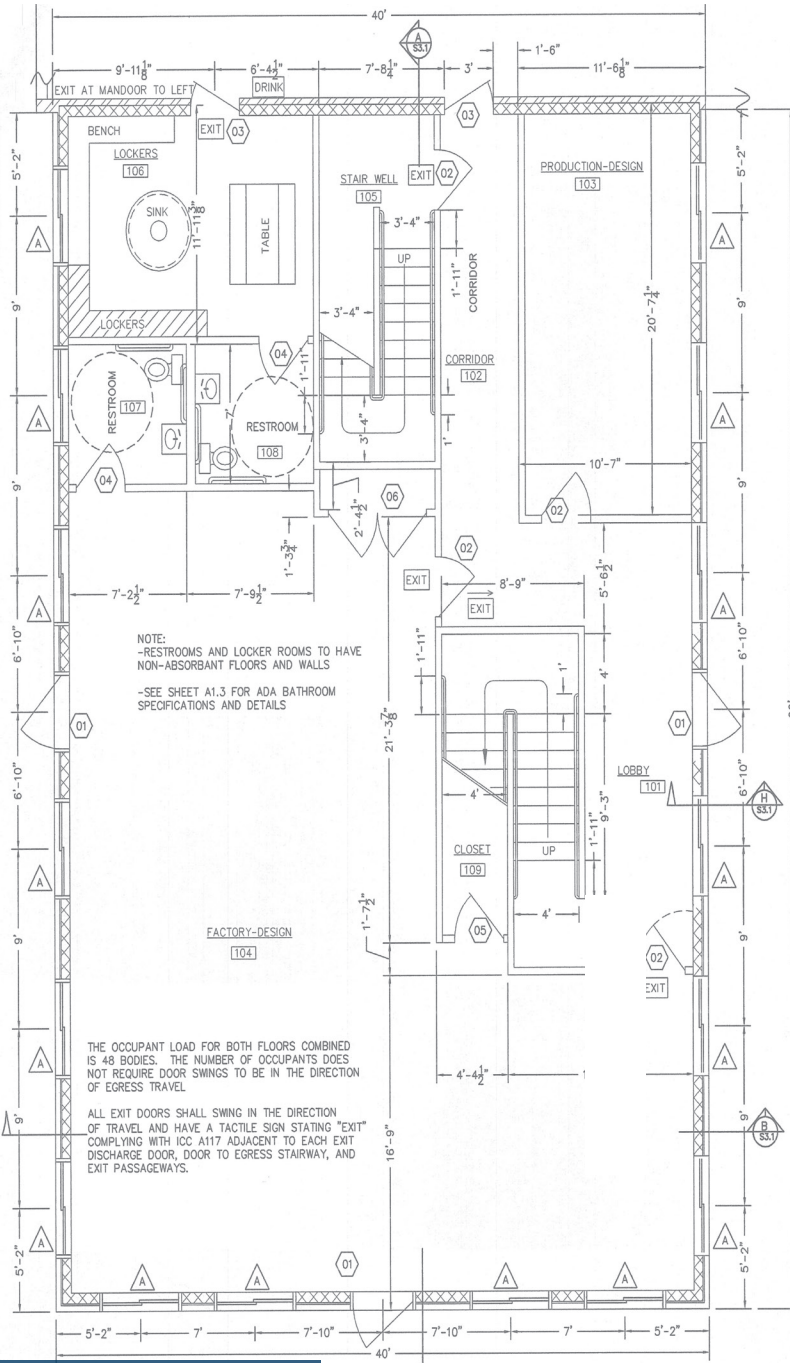 40'
A
S3.1
1'-6"
9'-11 1/8"
6'-4 1/2"
7'-8 1/4"
3'
11'-6 1/8"
EXIT AT MANDOOR TO LEFT
DRINK
BENCH
EXIT
03
03
LOCKERS
106
STAIR WELL
105
EXIT
02
PRODUCTION-DESIGN
103
5'-2"
5'-2"
SINK
TABLE
3'-4"
A
A
UP
1'-11"
CORRIDOR
9'
9'
3'-4"
20'-7 1/4"
LOCKERS
04
1'-11"
CORRIDOR
102
RESTROOM
107
7'
RESTROOM
108
A
A
3'-4"
1'
10'-7"
04
06
2'-4 1/2"
02
9'
9'
1'-3 3/4"
02
EXIT
8'-9"
EXIT
5'-6 1/2"
7'-2 1/2"
7'-9 1/2"
A
A
NOTE:
-RESTROOMS AND LOCKER ROOMS TO HAVE
NON-ABSORBANT FLOORS AND WALLS
-SEE SHEET A1.3 FOR ADA BATHROOM
SPECIFICATIONS AND DETAILS
6'-10"
6'-10"
1'-11"
1'
4'
21'-3 7/8"
01
01
LOBBY
101
H
S3.1
6'-10"
6'-10"
4'
9'-3"
1'-11"
CLOSET
109
UP
A
A
1'-7 1/2"
4'
05
FACTORY-DESIGN
104
02
9'
9'
THE OCCUPANT LOAD FOR BOTH FLOORS COMBINED
IS 48 BODIES. THE NUMBER OF OCCUPANTS DOES
NOT REQUIRE DOOR SWINGS TO BE IN THE DIRECTION
OF EGRESS TRAVEL
A
A
4'-4 1/2"
ALL EXIT DOORS SHALL SWING IN THE DIRECTION
OF TRAVEL AND HAVE A TACTILE SIGN STATING "EXIT"
COMPLYING WITH ICC A117 ADJACENT TO EACH EXIT
DISCHARGE DOOR, DOOR TO EGRESS STAIRWAY, AND
EXIT PASSAGEWAYS.
9'
9'
B
S3.1
16'-9"
A
A
5'-2"
5'-2"
A
A
01
A
A
5'-2"
7'
7'-10"
7'-10"
7'
5'-2"
40'